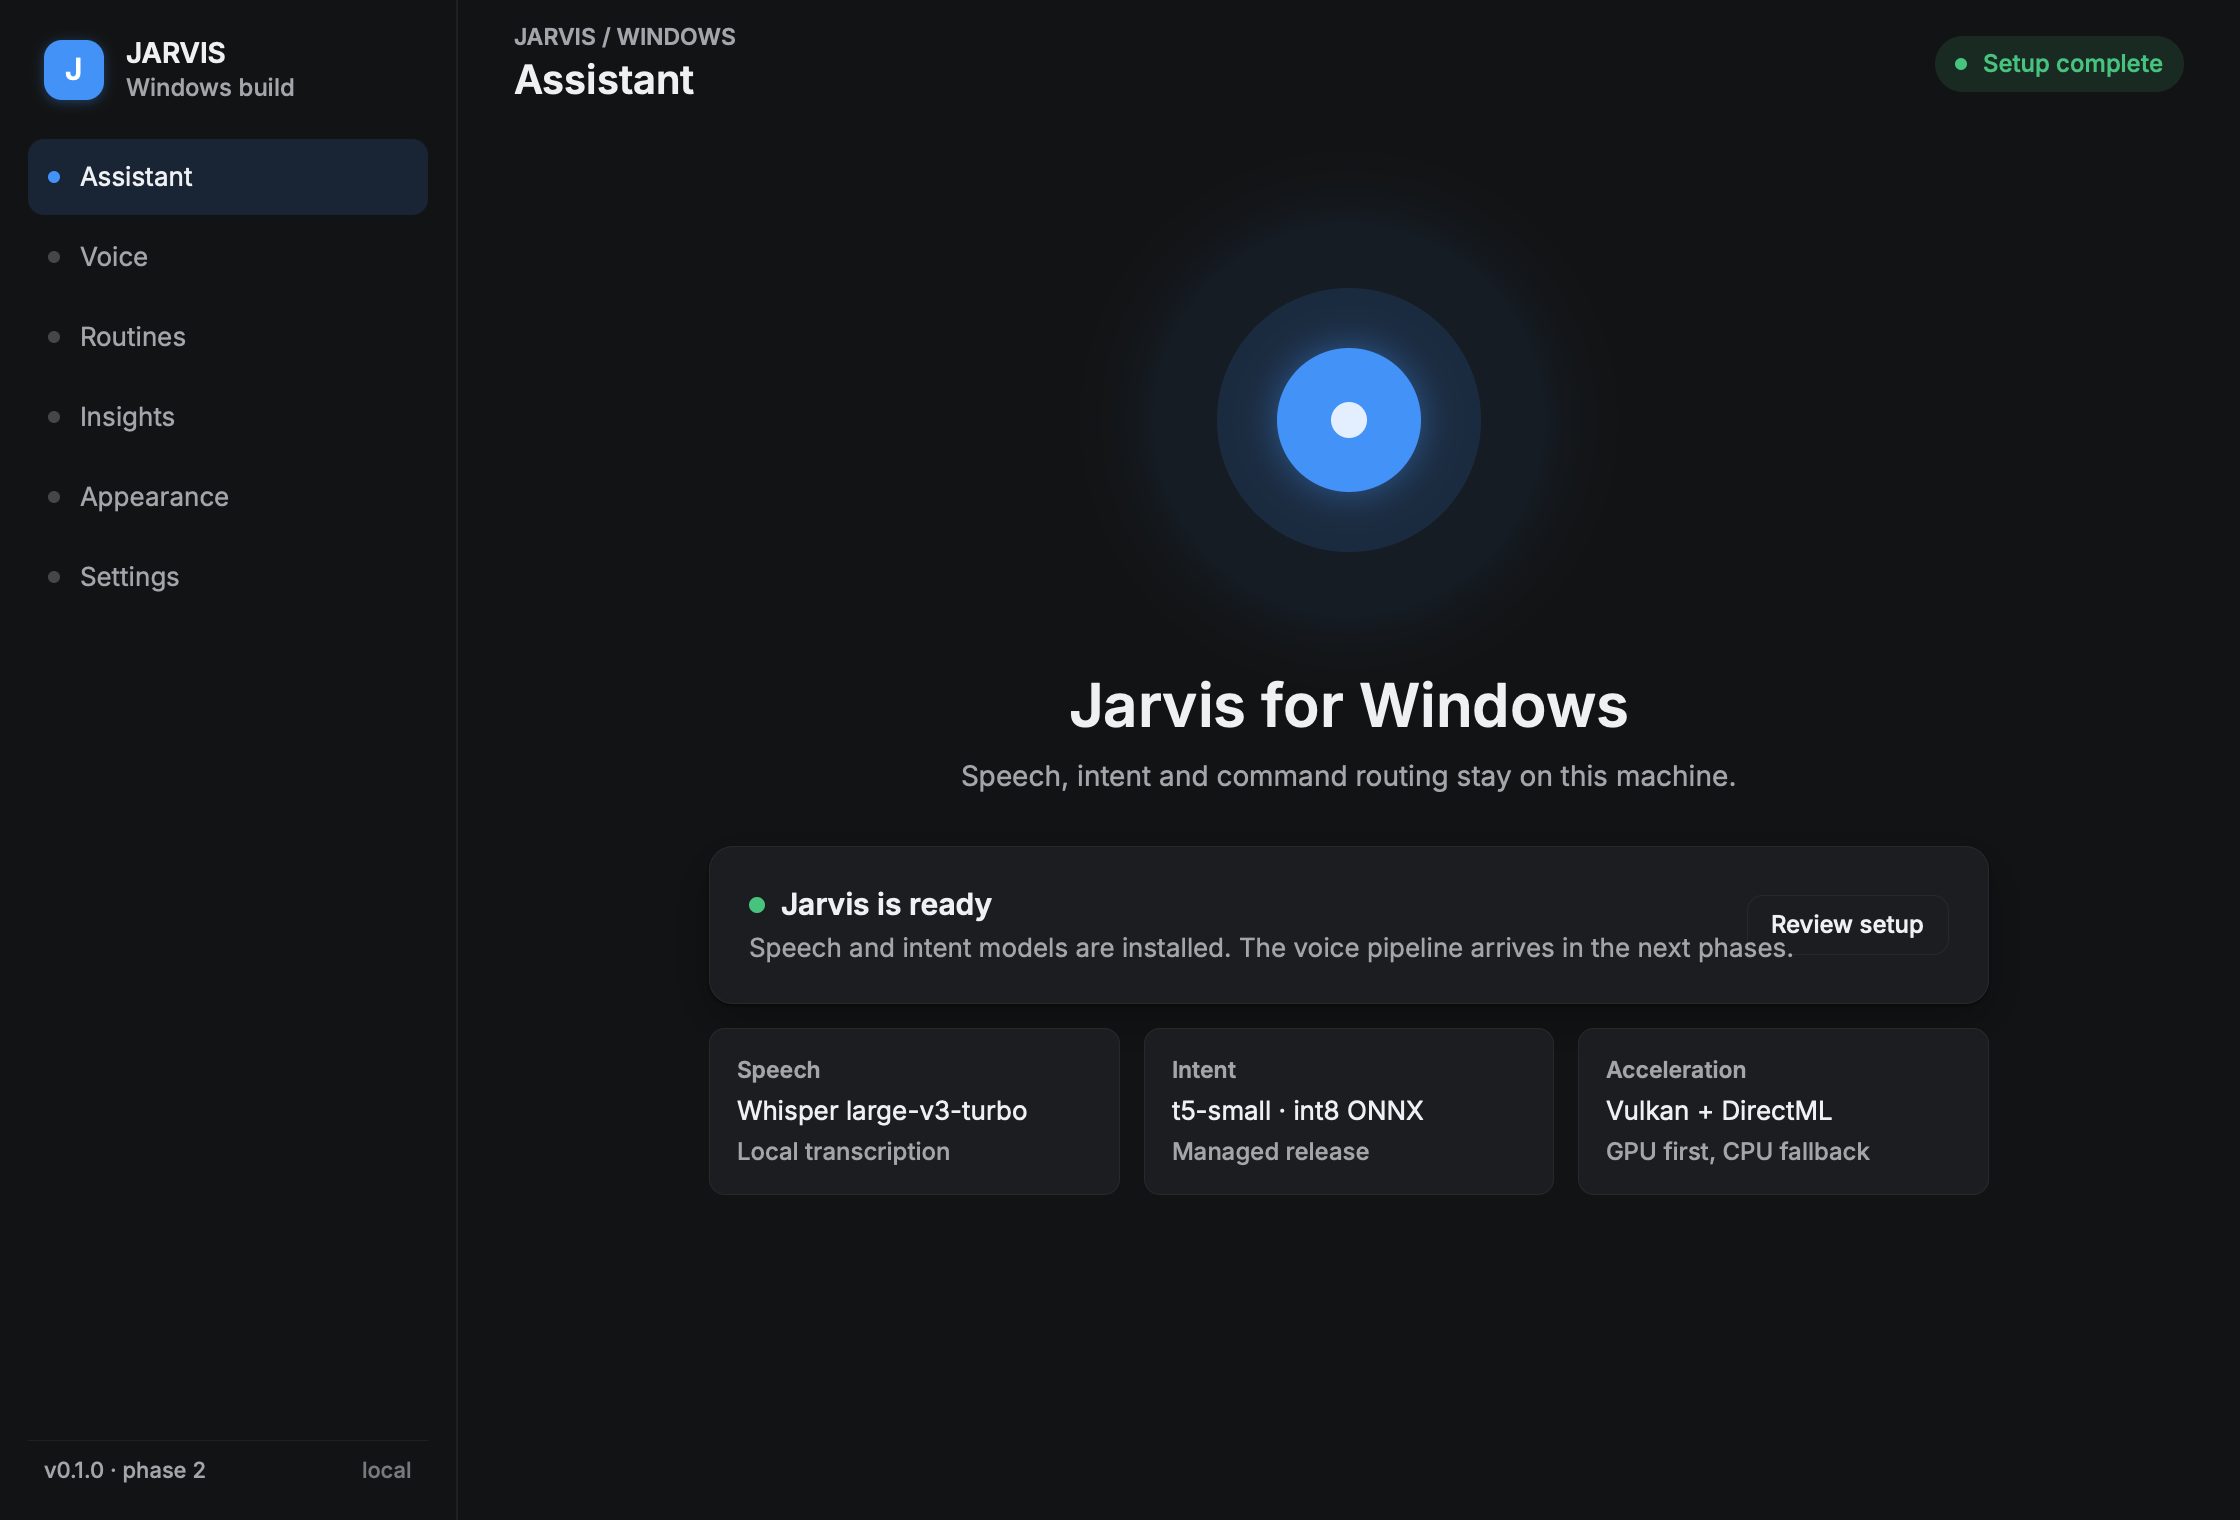 J
JARVIS
Windows build
Assistant
Voice
Routines
Insights
Appearance
Settings
v0.1.0 · phase 2
local
JARVIS / WINDOWS
Assistant
Setup complete
Jarvis for Windows
Speech, intent and command routing stay on this machine.
Jarvis is ready
Speech and intent models are installed. The voice pipeline arrives in the next phases.
Review setup
Speech
Whisper large-v3-turbo
Local transcription
Intent
t5-small · int8 ONNX
Managed release
Acceleration
Vulkan + DirectML
GPU first, CPU fallback